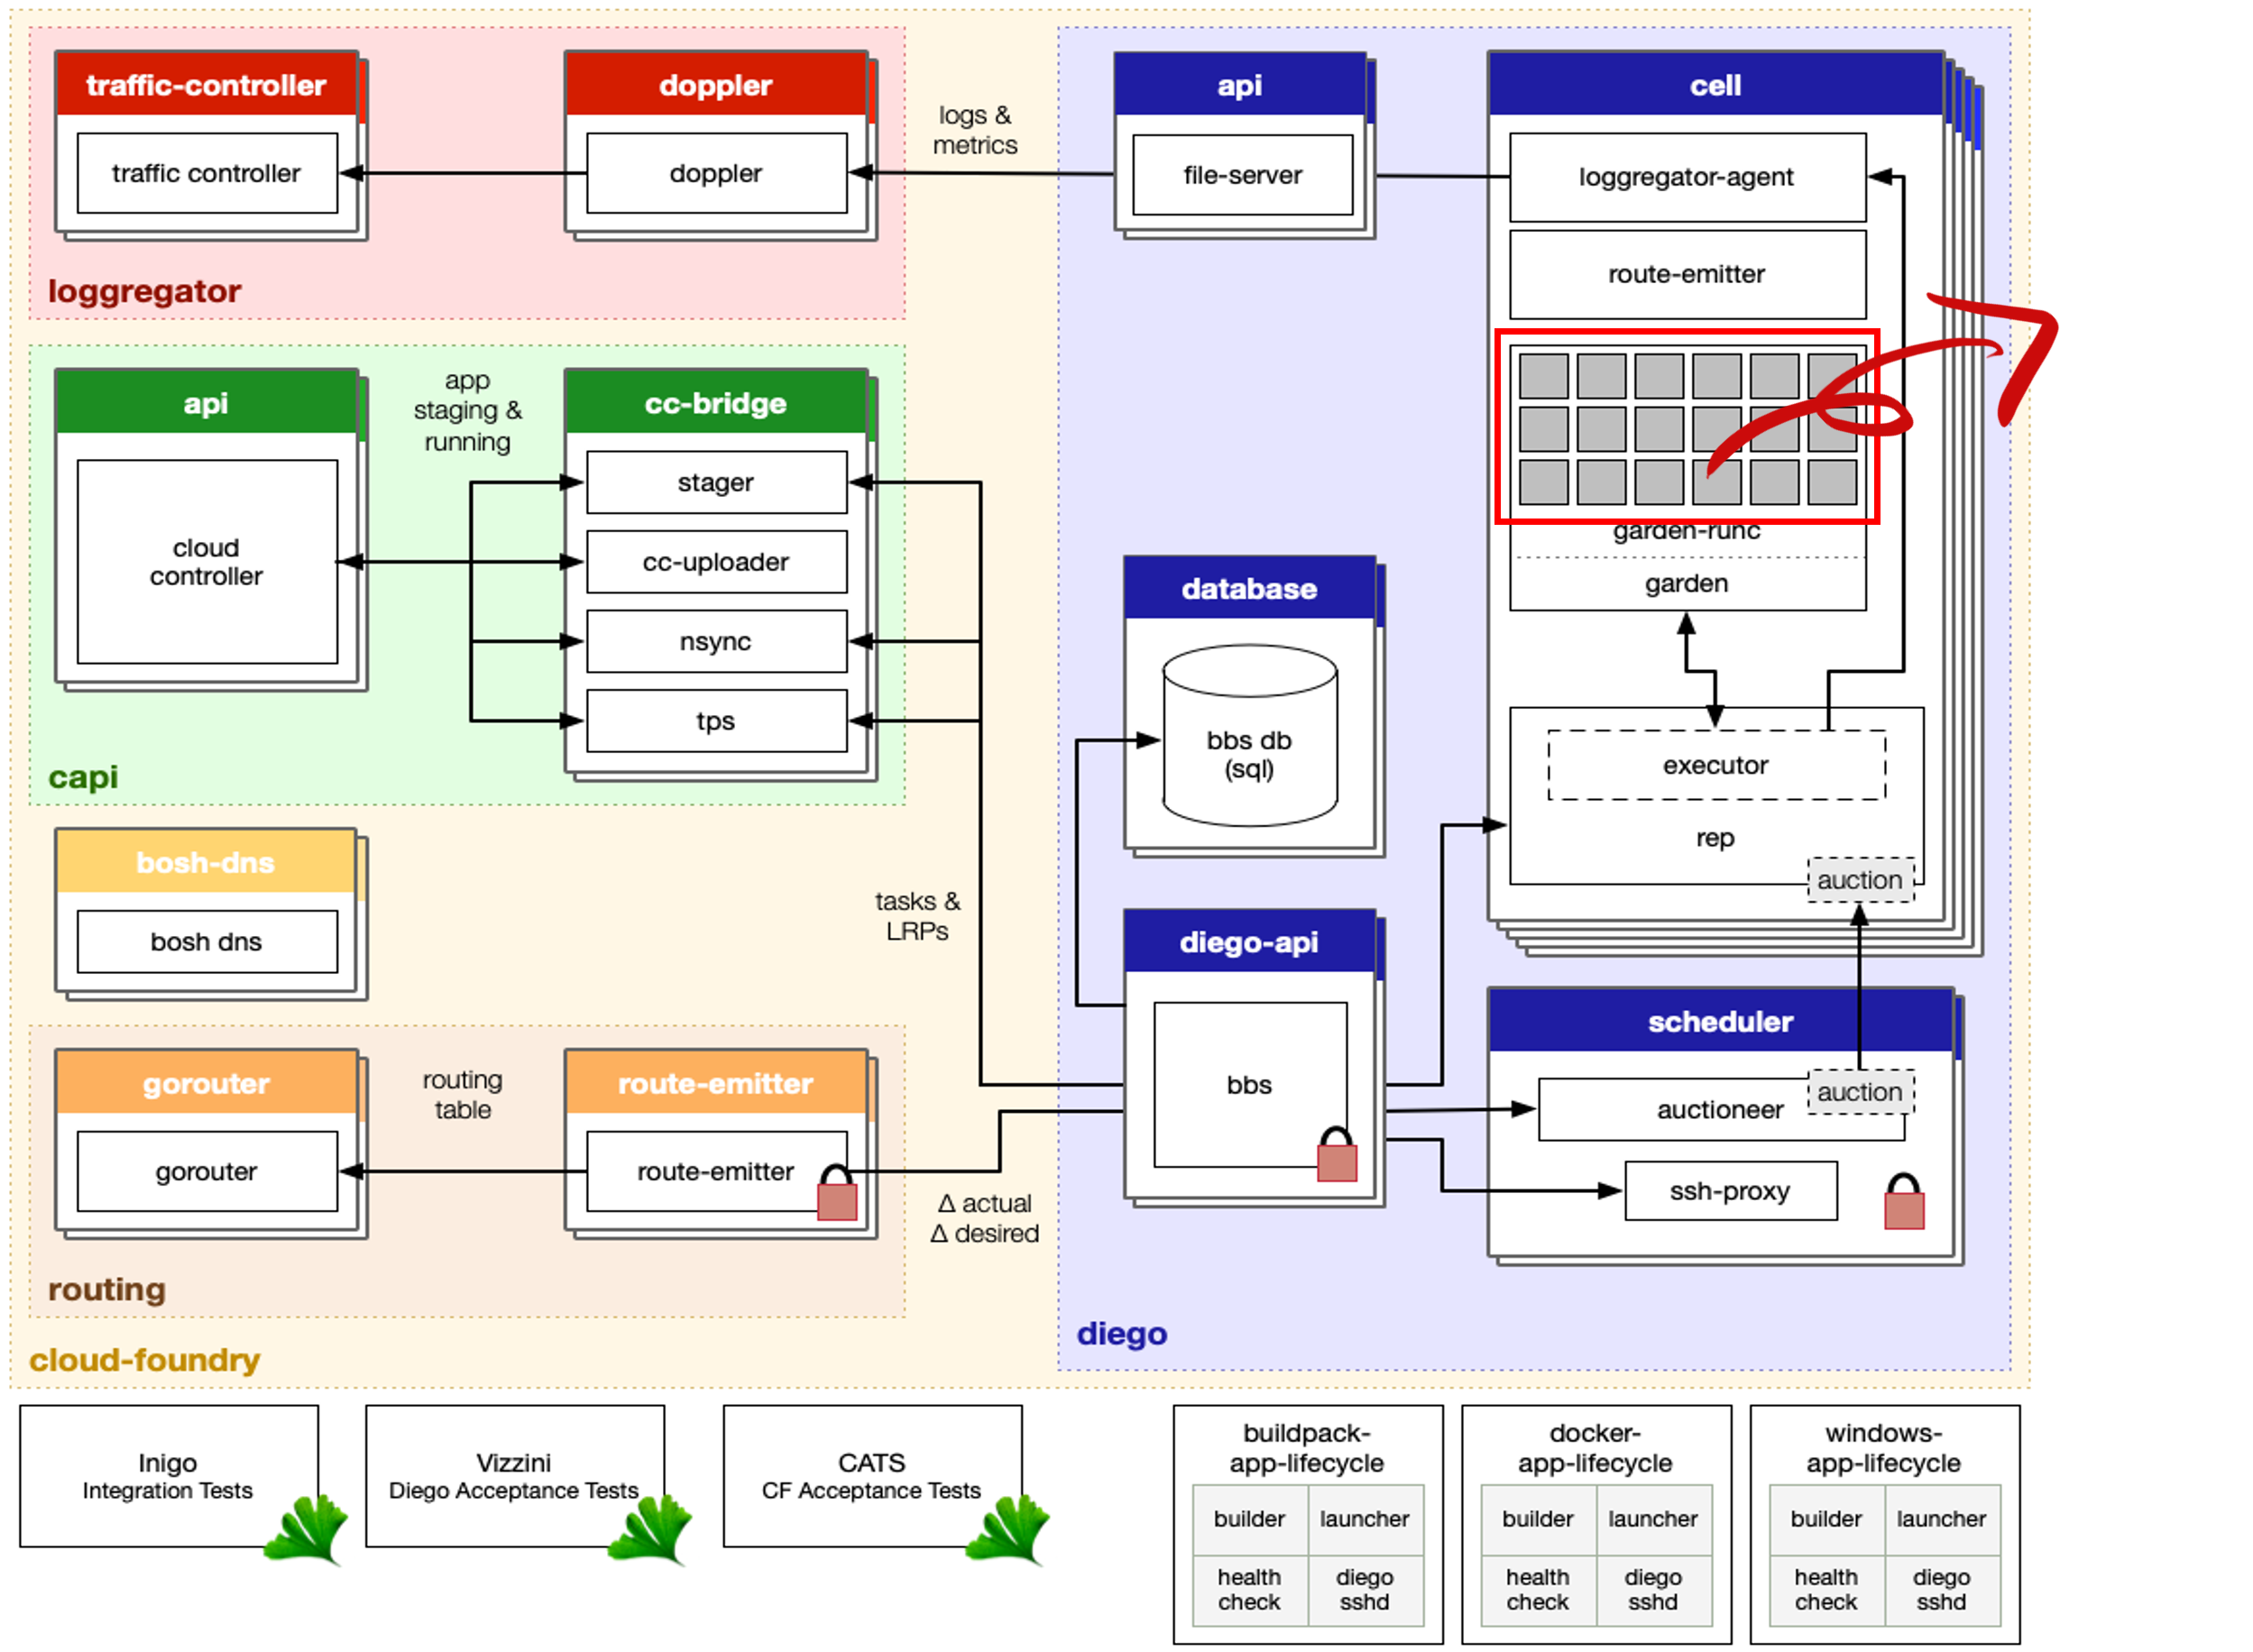 traffic-controller
traffic controller
doppler
doppler
loggregator
logs &
metrics
api
file-server
cell
loggregator-agent
route-emitter
garden-runc
garden
executor
rep
auction
api
cloud
controller
app
staging &
running
cc-bridge
stager
cc-uploader
nsync
tps
capi
database
bbs db
(sql)
bosh-dns
bosh dns
tasks &
LRPs
diego-api
bbs
scheduler
auctioneer
auction
ssh-proxy
gorouter
gorouter
routing
table
route-emitter
route-emitter
Δ actual
Δ desired
routing
diego
cloud-foundry
Inigo
Integration Tests
Vizzini
Diego Acceptance Tests
CATS
CF Acceptance Tests
buildpack-
app-lifecycle
builder
launcher
health
check
diego
sshd
docker-
app-lifecycle
builder
launcher
health
check
diego
sshd
windows-
app-lifecycle
builder
launcher
health
check
diego
sshd